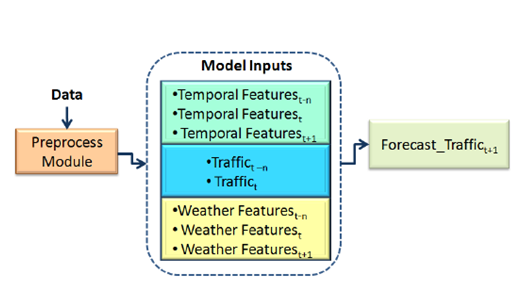 Model Inputs
Data
Preprocess
Module
•Temporal Featurest-n
•Temporal Featurest
• Temporal Featurest+1
•Traffict-n
• Traffict
•Weather Featurest-n
• Weather Featurest
• Weather Featurest+1
Forecast_Traffict+1